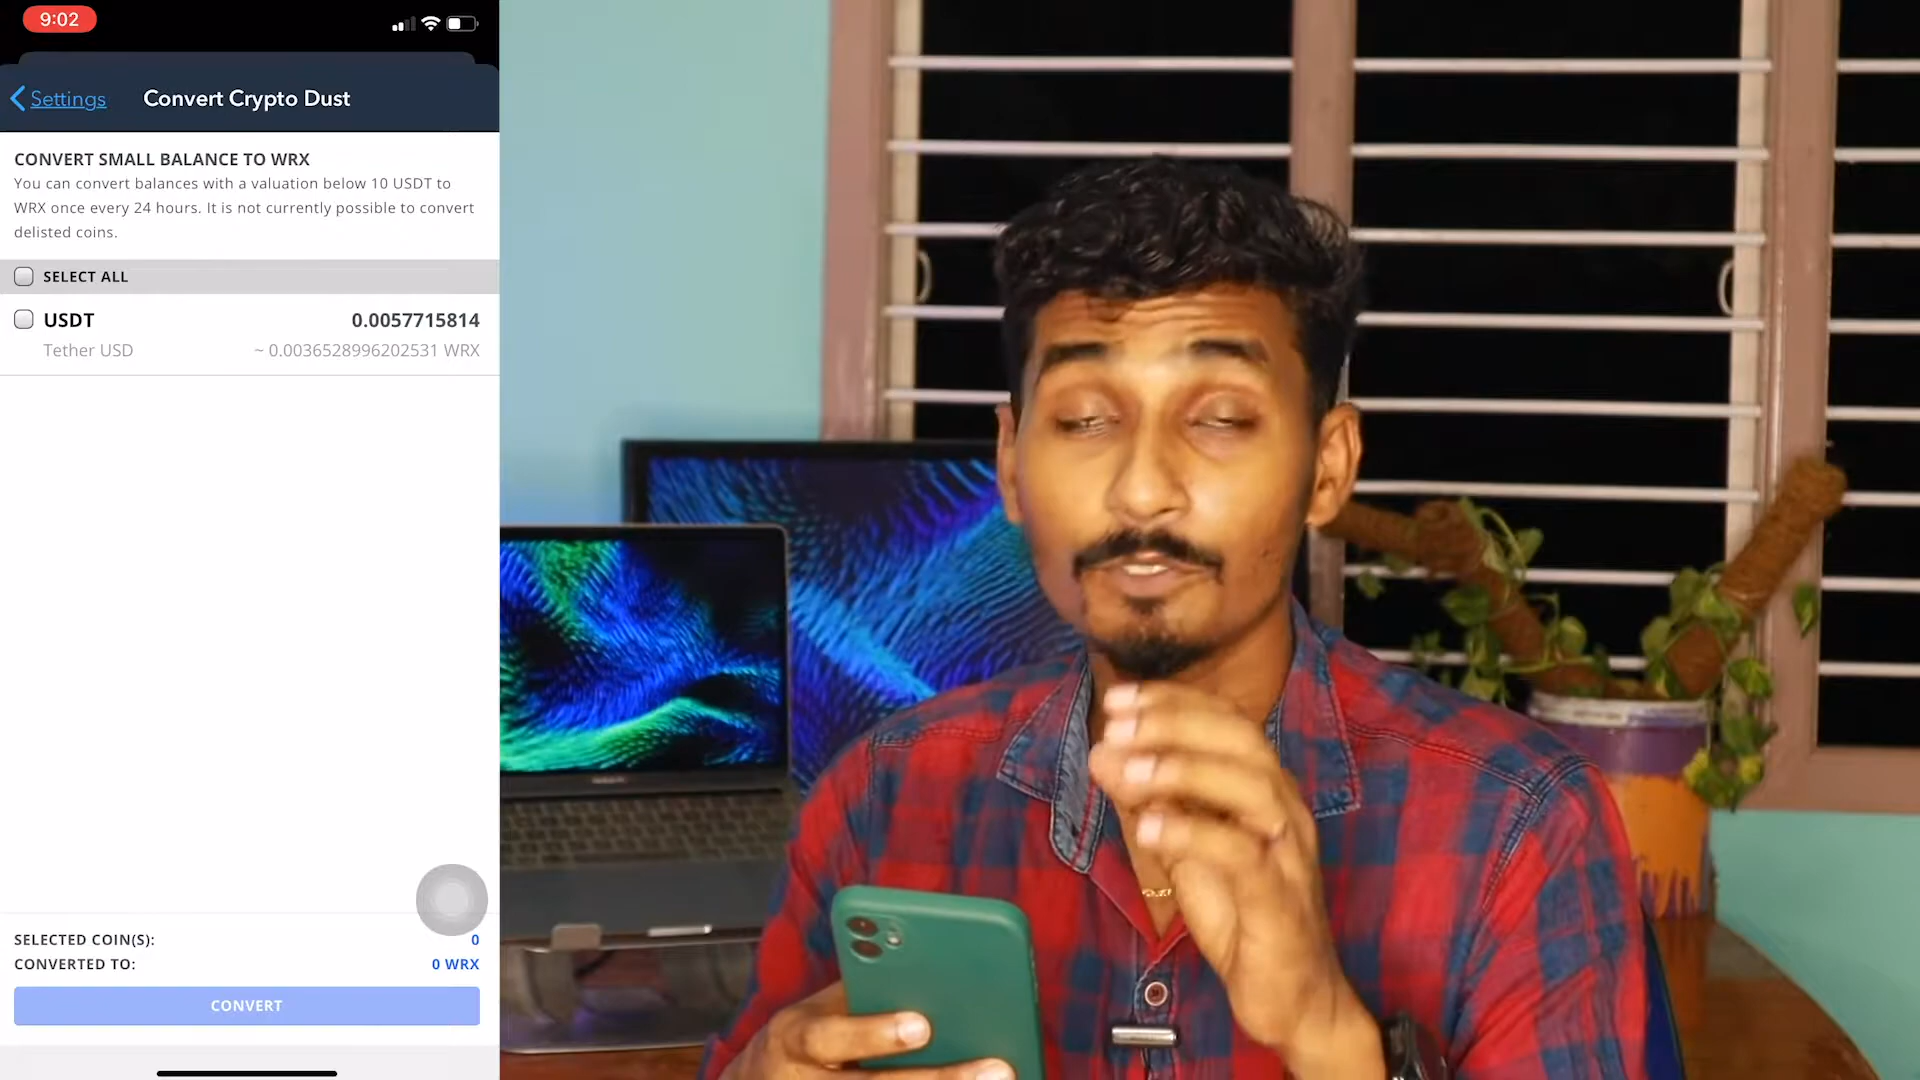 9:02
Settings
Convert Crypto Dust
CONVERT SMALL BALANCE TO WRX
You can convert balances with a valuation below 10 USDT to
WRX once every 24 hours. It is not currently possible to convert
delisted coins.
SELECT ALL
USDT 0.0057715814
Tether USD ~ 0.0036528996202531 WRX
SELECTED COIN(S): 0
CONVERTED TO: 0 WRX
CONVERT